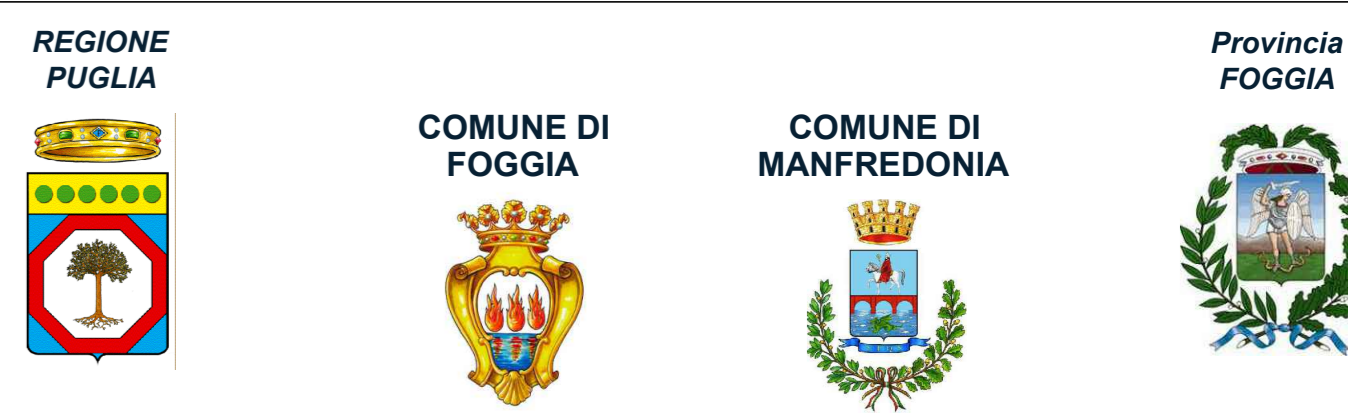 REGIONE
PUGLIA
Provincia
FOGGIA
COMUNE DI
FOGGIA
COMUNE DI
MANFREDONIA